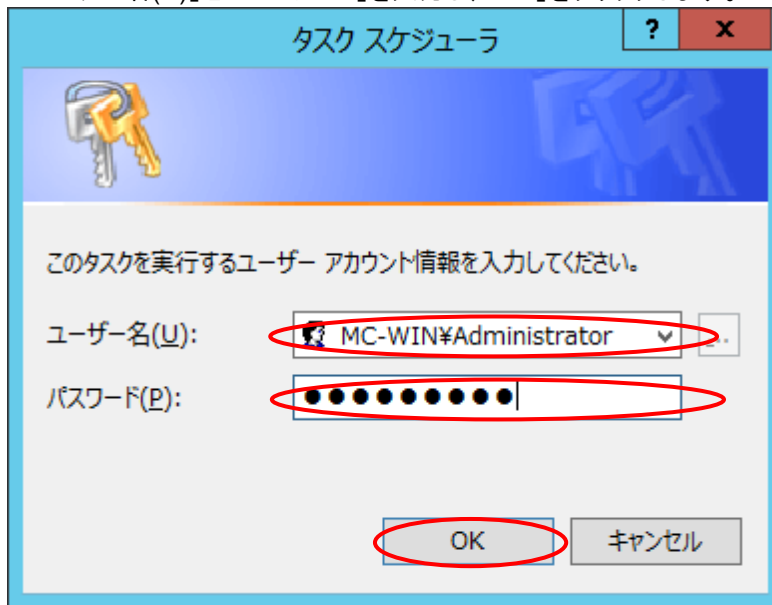 タスク スケジューラ
?
x
このタスクを実行するユーザー アカウント情報を入力してください。
ユーザー名(U):
MC-WIN¥Administrator
...
パスワード(P):
●●●●●●●●●
OK
キャンセル